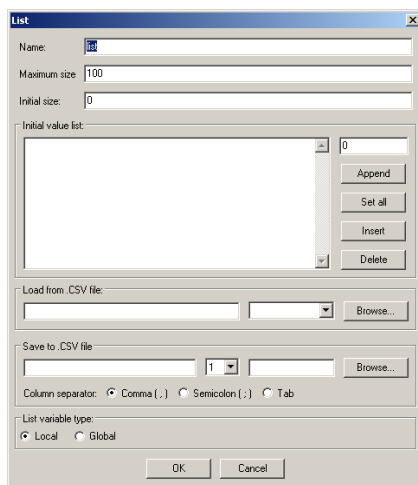 List
Name: list
Maximum size 100
Initial size: 0
Initial value list:
0
Append
Set all
Insert
Delete
Load from .CSV file:
Browse...
Save to .CSV file
1 Browse...
Column separator: Comma ( , ) Semicolon ( ; ) Tab
List variable type:
Local Global
OK Cancel